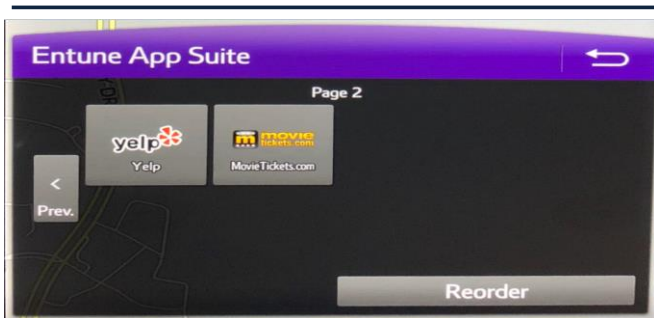 Entune App Suite
Page 2
yelp
Yelp
movie
tickets.com
MovieTickets.com
<
Prev.
Reorder